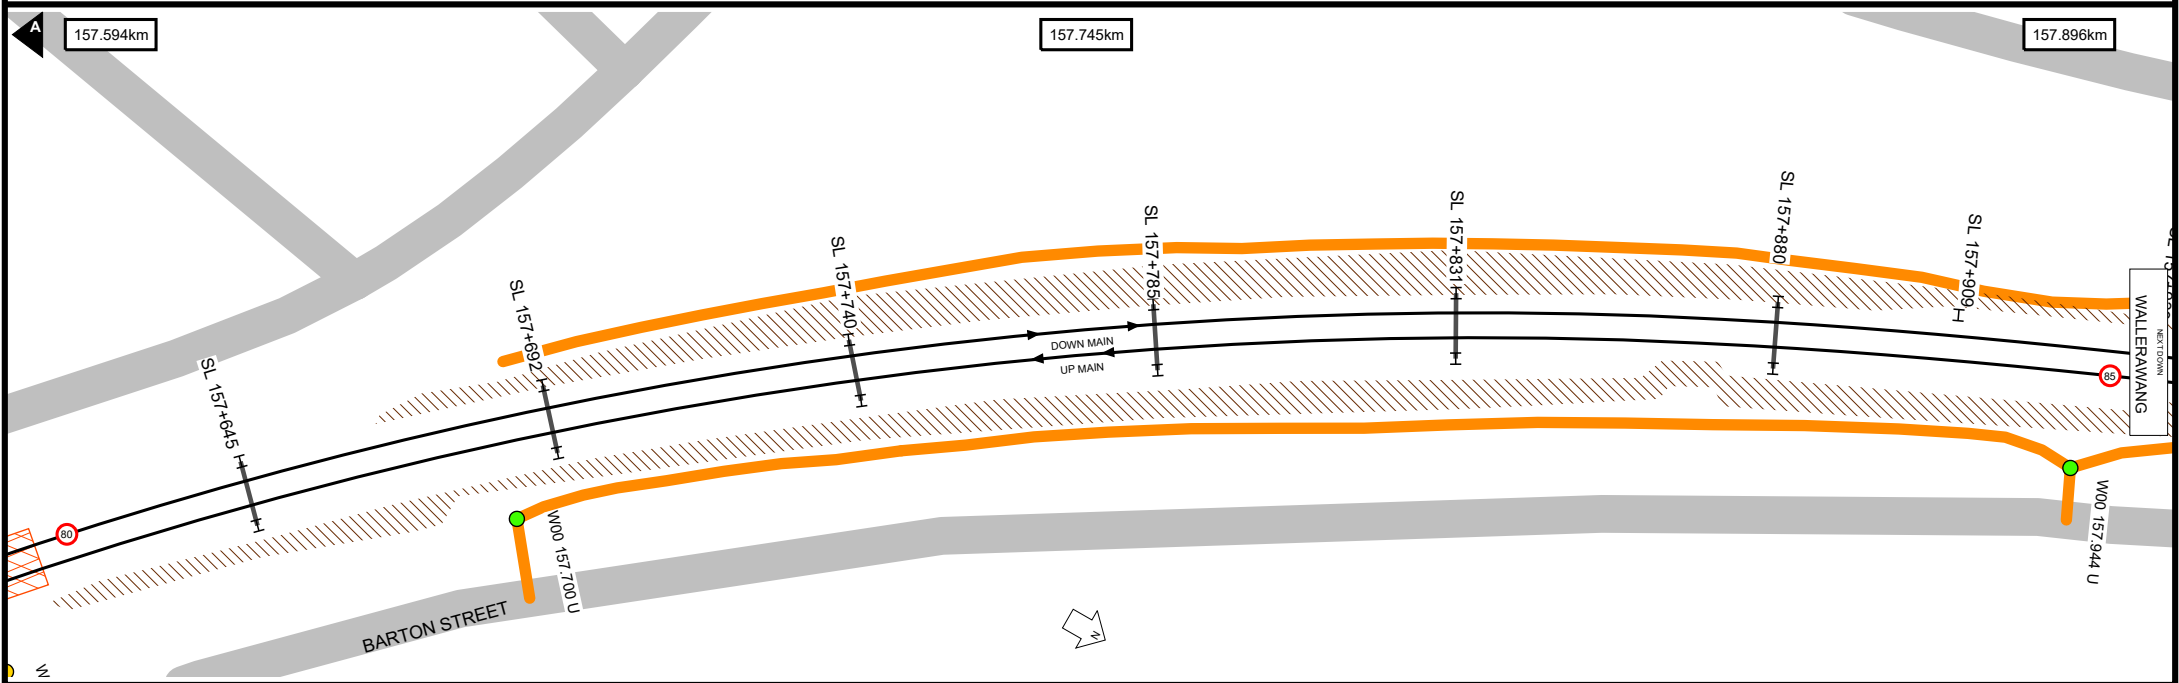 A
157.594km
157.745km
157.896km
SL 157+645
SL 157+692
SL 157+740
SL 157+785
SL 157+831
SL 157+880
SL 157+909
DOWN MAIN
UP MAIN
80
85
WALLERAWANG
NEXT DOWN
W00 157.700 U
W00 157.944 U
BARTON STREET
N
W